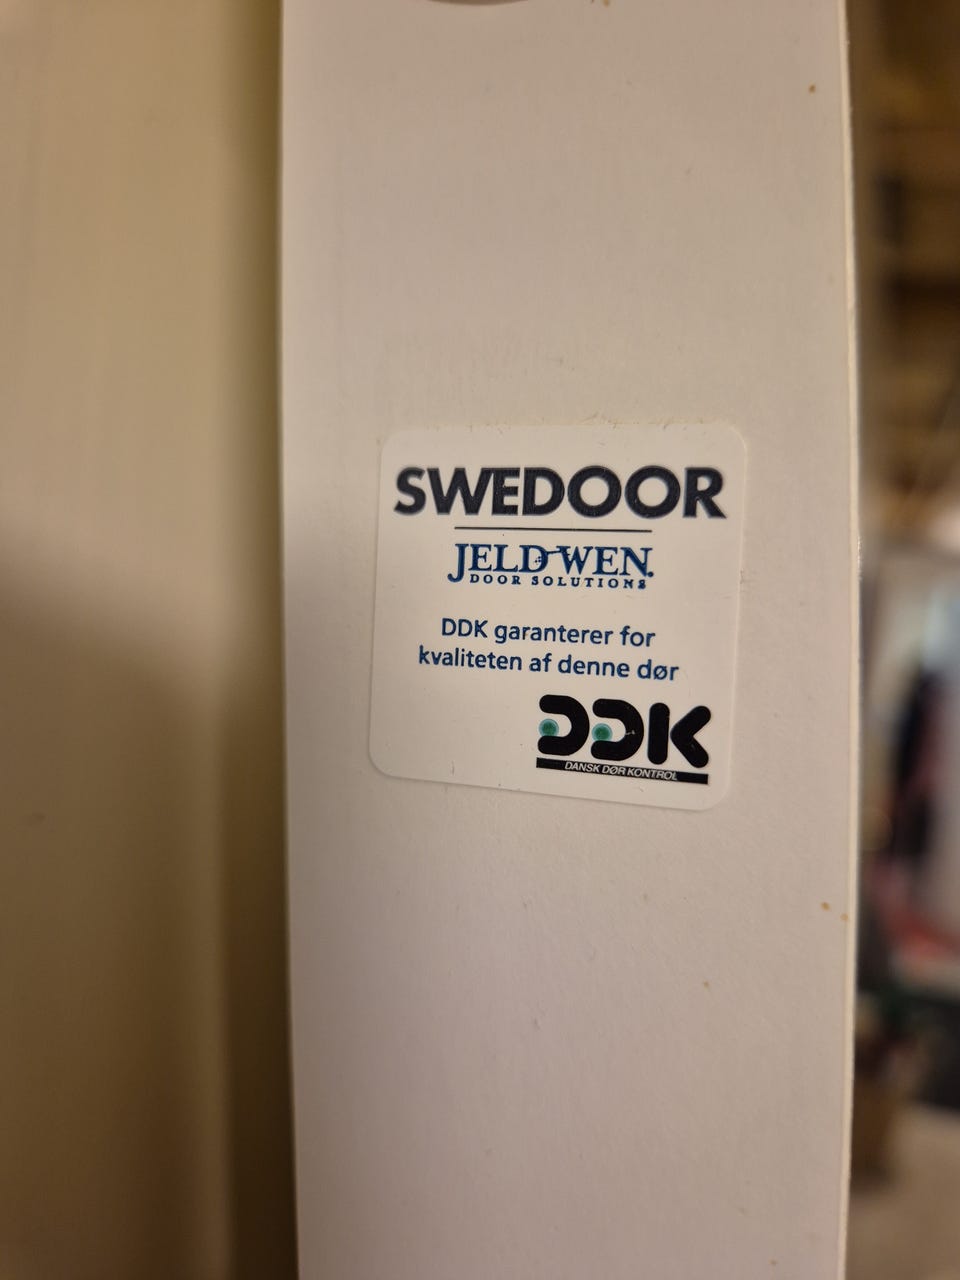 SWEDOOR
JELD-WEN.
DOOR SOLUTIONS
DDK garanterer for
kvaliteten af denne dør
DDK
DANSK DØR KONTROL